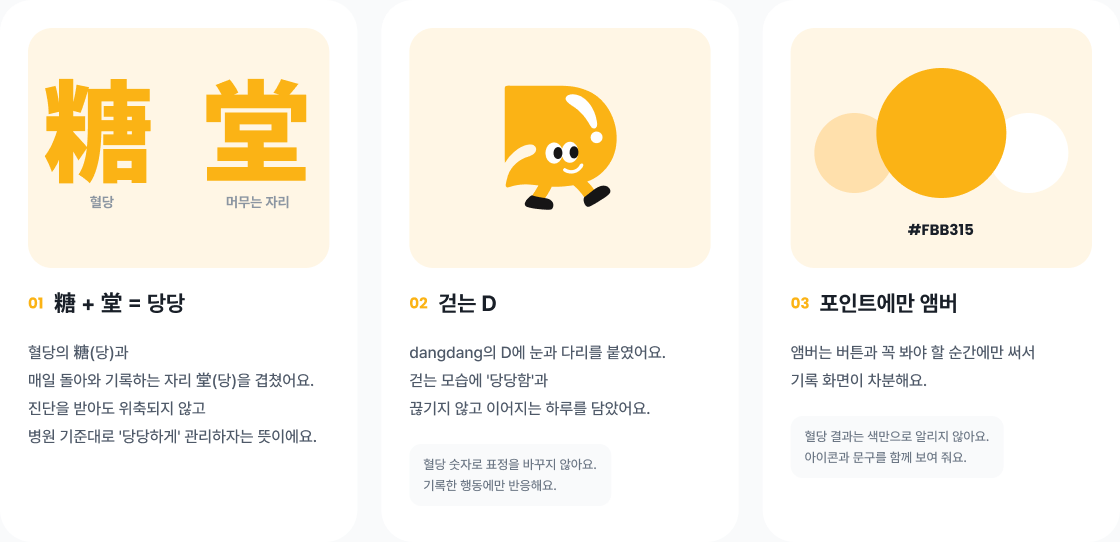 糖 堂
혈당 머무는 자리
01 糖 + 堂 = 당당
혈당의 糖(당)과
매일 돌아와 기록하는 자리 堂(당)을 겹쳤어요.
진단을 받아도 위축되지 않고
병원 기준대로 '당당하게' 관리하자는 뜻이에요.
02 걷는 D
dangdang의 D에 눈과 다리를 붙였어요.
걷는 모습에 '당당함'과
끊기지 않고 이어지는 하루를 담았어요.
혈당 숫자로 표정을 바꾸지 않아요.
기록한 행동에만 반응해요.
#FBB315
03 포인트에만 앰버
앰버는 버튼과 꼭 봐야 할 순간에만 써서
기록 화면이 차분해요.
혈당 결과는 색만으로 알리지 않아요.
아이콘과 문구를 함께 보여 줘요.